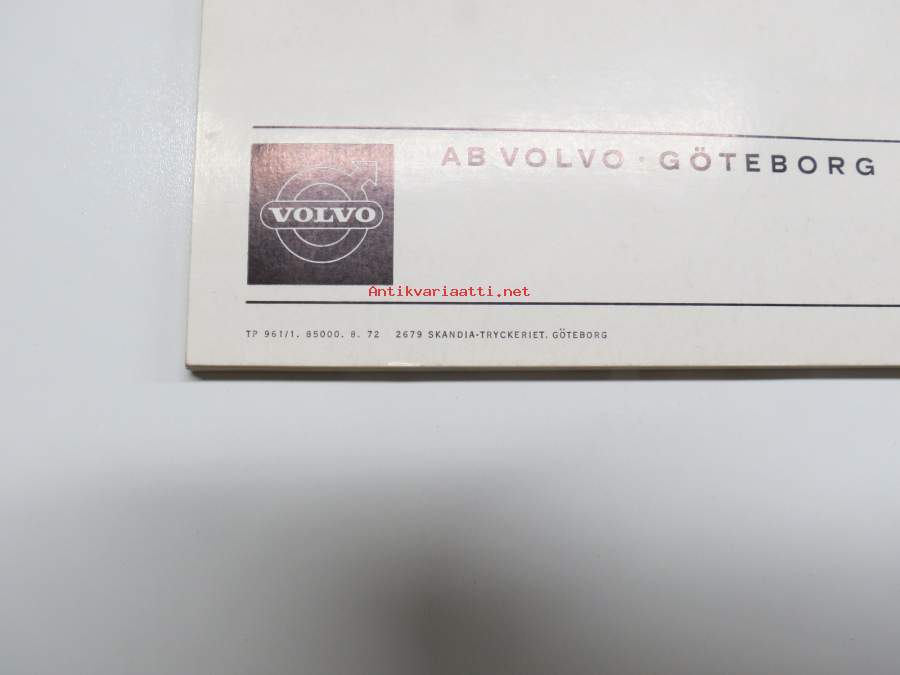 AB VOLVO · GÖTEBORG
VOLVO
Antikvariaatti.net
TP 961/1. 85000. 8. 72 2679 SKANDIA-TRYCKERIET. GÖTEBORG